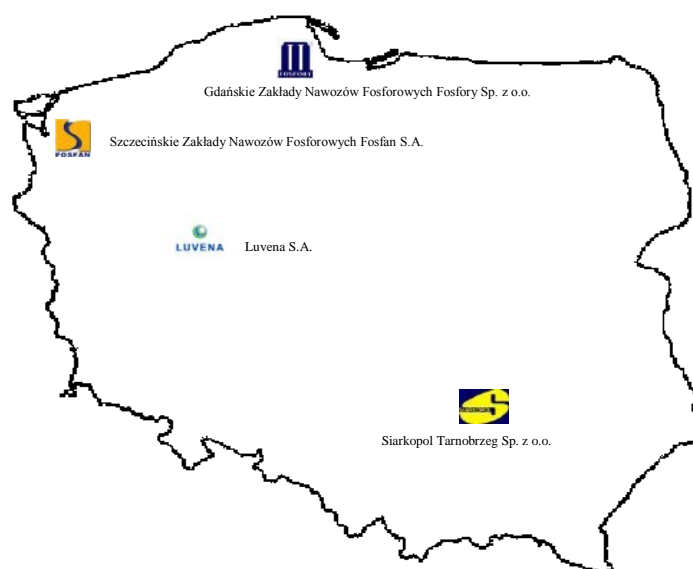 FOSFORY
Gdańskie Zakłady Nawozów Fosforowych Fosfory Sp. z o.o.
FOSFAN
Szczecińskie Zakłady Nawozów Fosforowych Fosfan S.A.
LUVENA
Luvena S.A.
Siarkopol Tarnobrzeg Sp. z o.o.